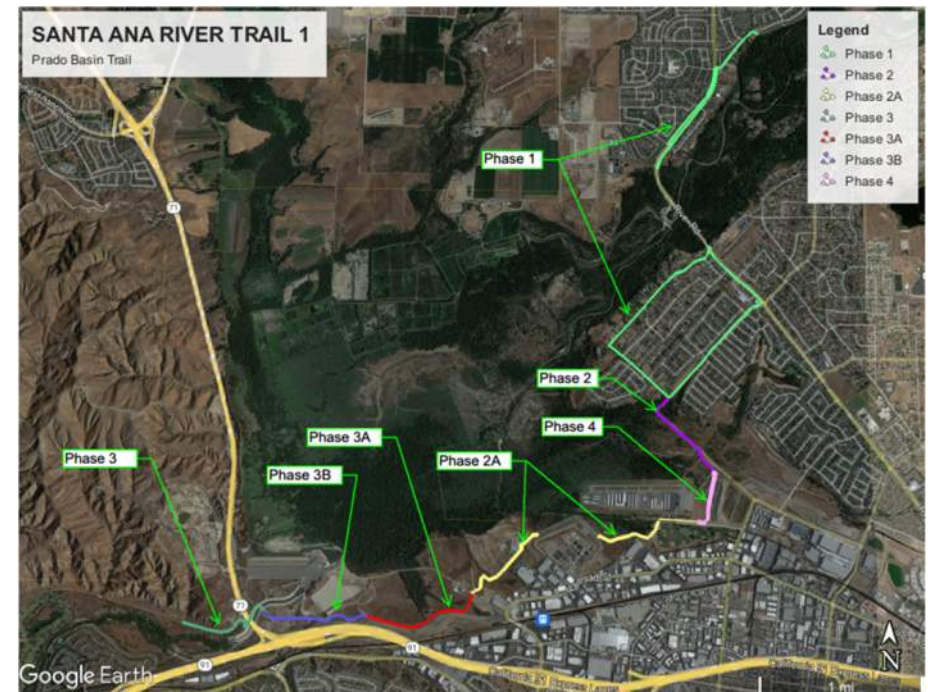 SANTA ANA RIVER TRAIL 1
Prado Basin Trail
Legend
Phase 1
Phase 2
Phase 2A
Phase 3
Phase 3A
Phase 3B
Phase 4
71
Phase 1
Phase 2
Phase 4
Phase 3A
Phase 2A
Phase 3
Phase 3B
71
91
91
N
Google Earth